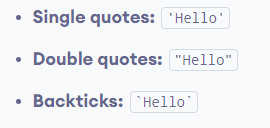 • Single quotes: 'Hello'
• Double quotes: "Hello"
• Backticks: `Hello`